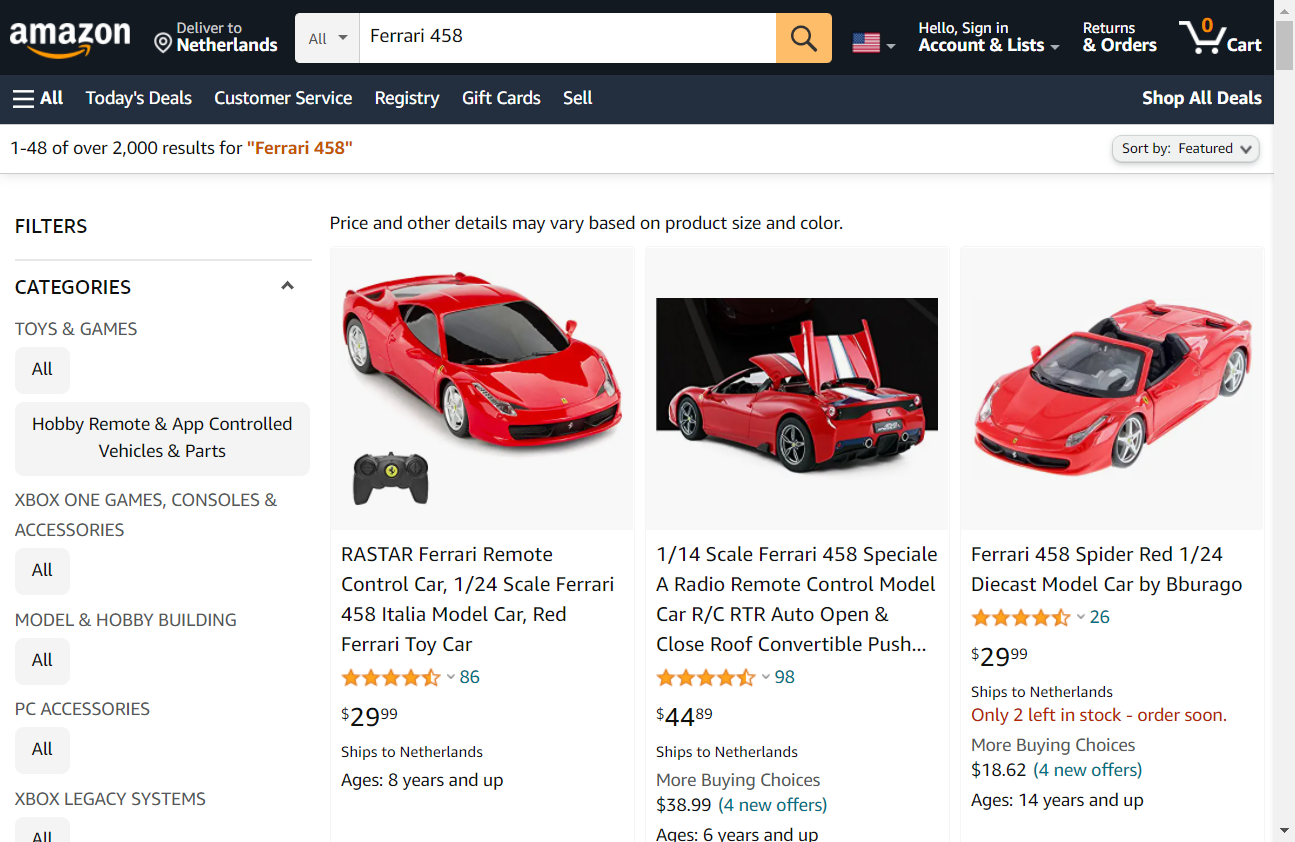 amazon
Deliver to
Netherlands
All
Ferrari 458
Hello, Sign in
Account & Lists
Returns
& Orders
0
Cart
All
Today's Deals
Customer Service
Registry
Gift Cards
Sell
Shop All Deals
1-48 of over 2,000 results for "Ferrari 458"
Sort by: Featured
FILTERS
CATEGORIES
TOYS & GAMES
All
Hobby Remote & App Controlled
Vehicles & Parts
XBOX ONE GAMES, CONSOLES &
ACCESSORIES
All
MODEL & HOBBY BUILDING
All
PC ACCESSORIES
All
XBOX LEGACY SYSTEMS
All
Price and other details may vary based on product size and color.
RASTAR Ferrari Remote
Control Car, 1/24 Scale Ferrari
458 Italia Model Car, Red
Ferrari Toy Car
86
$2999
Ships to Netherlands
Ages: 8 years and up
1/14 Scale Ferrari 458 Speciale
A Radio Remote Control Model
Car R/C RTR Auto Open &
Close Roof Convertible Push...
98
$4489
Ships to Netherlands
More Buying Choices
$38.99 (4 new offers)
Ages: 6 years and up
Ferrari 458 Spider Red 1/24
Diecast Model Car by Bburago
26
$2999
Ships to Netherlands
Only 2 left in stock - order soon.
More Buying Choices
$18.62 (4 new offers)
Ages: 14 years and up